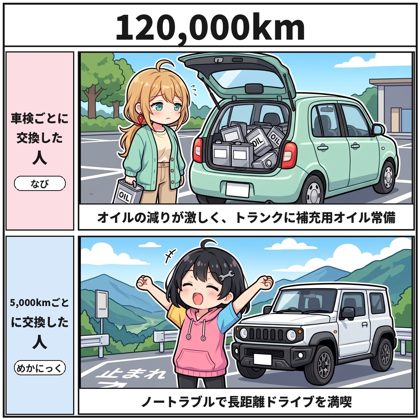 120,000km
車検ごとに
交換した
人
なび
OIL
OIL
OIL
OIL
オイルの減りが激しく、トランクに補充用オイル常備
5,000kmごと
に交換した
人
めかにっく
止まれ
ノートラブルで長距離ドライブを満喫